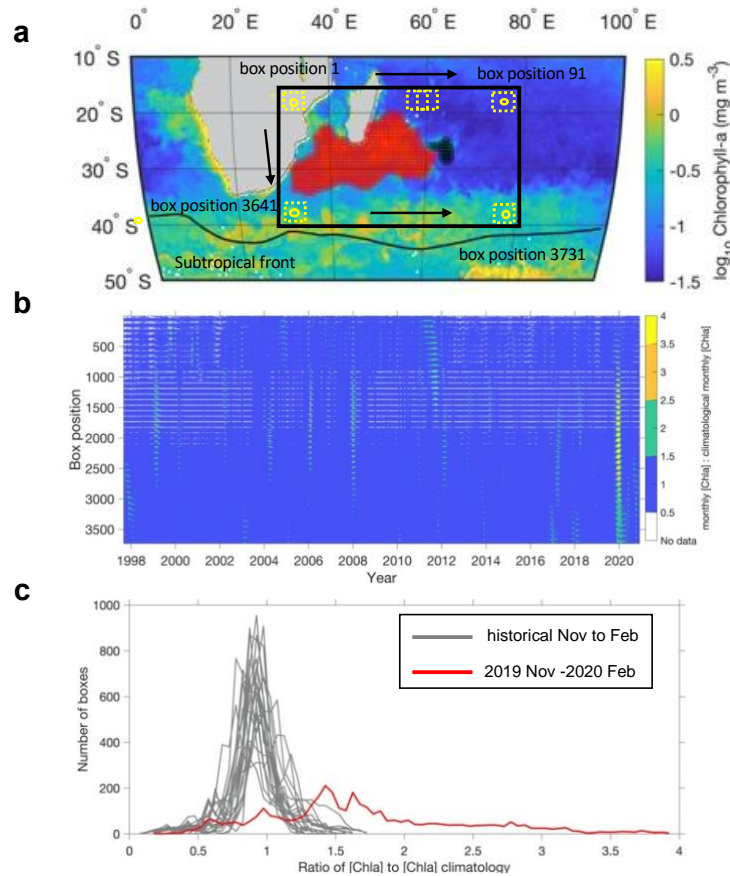 a
0° 20° E 40° E 60° E 80° E 100° E
10° S
20° S
30° S
40° S
50° S
box position 1
box position 91
box position 3641
box position 3731
Subtropical front
0.5
0
-0.5
-1
-1.5
log₁₀ Chlorophyll-a (mg m⁻³)
b
Box position
500
1000
1500
2000
2500
3000
3500
1998 2000 2002 2004 2006 2008 2010 2012 2014 2016 2018 2020
Year
4
3.5
3
2.5
2
1.5
1
0.5
No data
monthly [Chla] : climatological monthly [Chla]
c
Number of boxes
1000
800
600
400
200
0
0 0.5 1 1.5 2 2.5 3 3.5 4
Ratio of [Chla] to [Chla] climatology
historical Nov to Feb
2019 Nov -2020 Feb